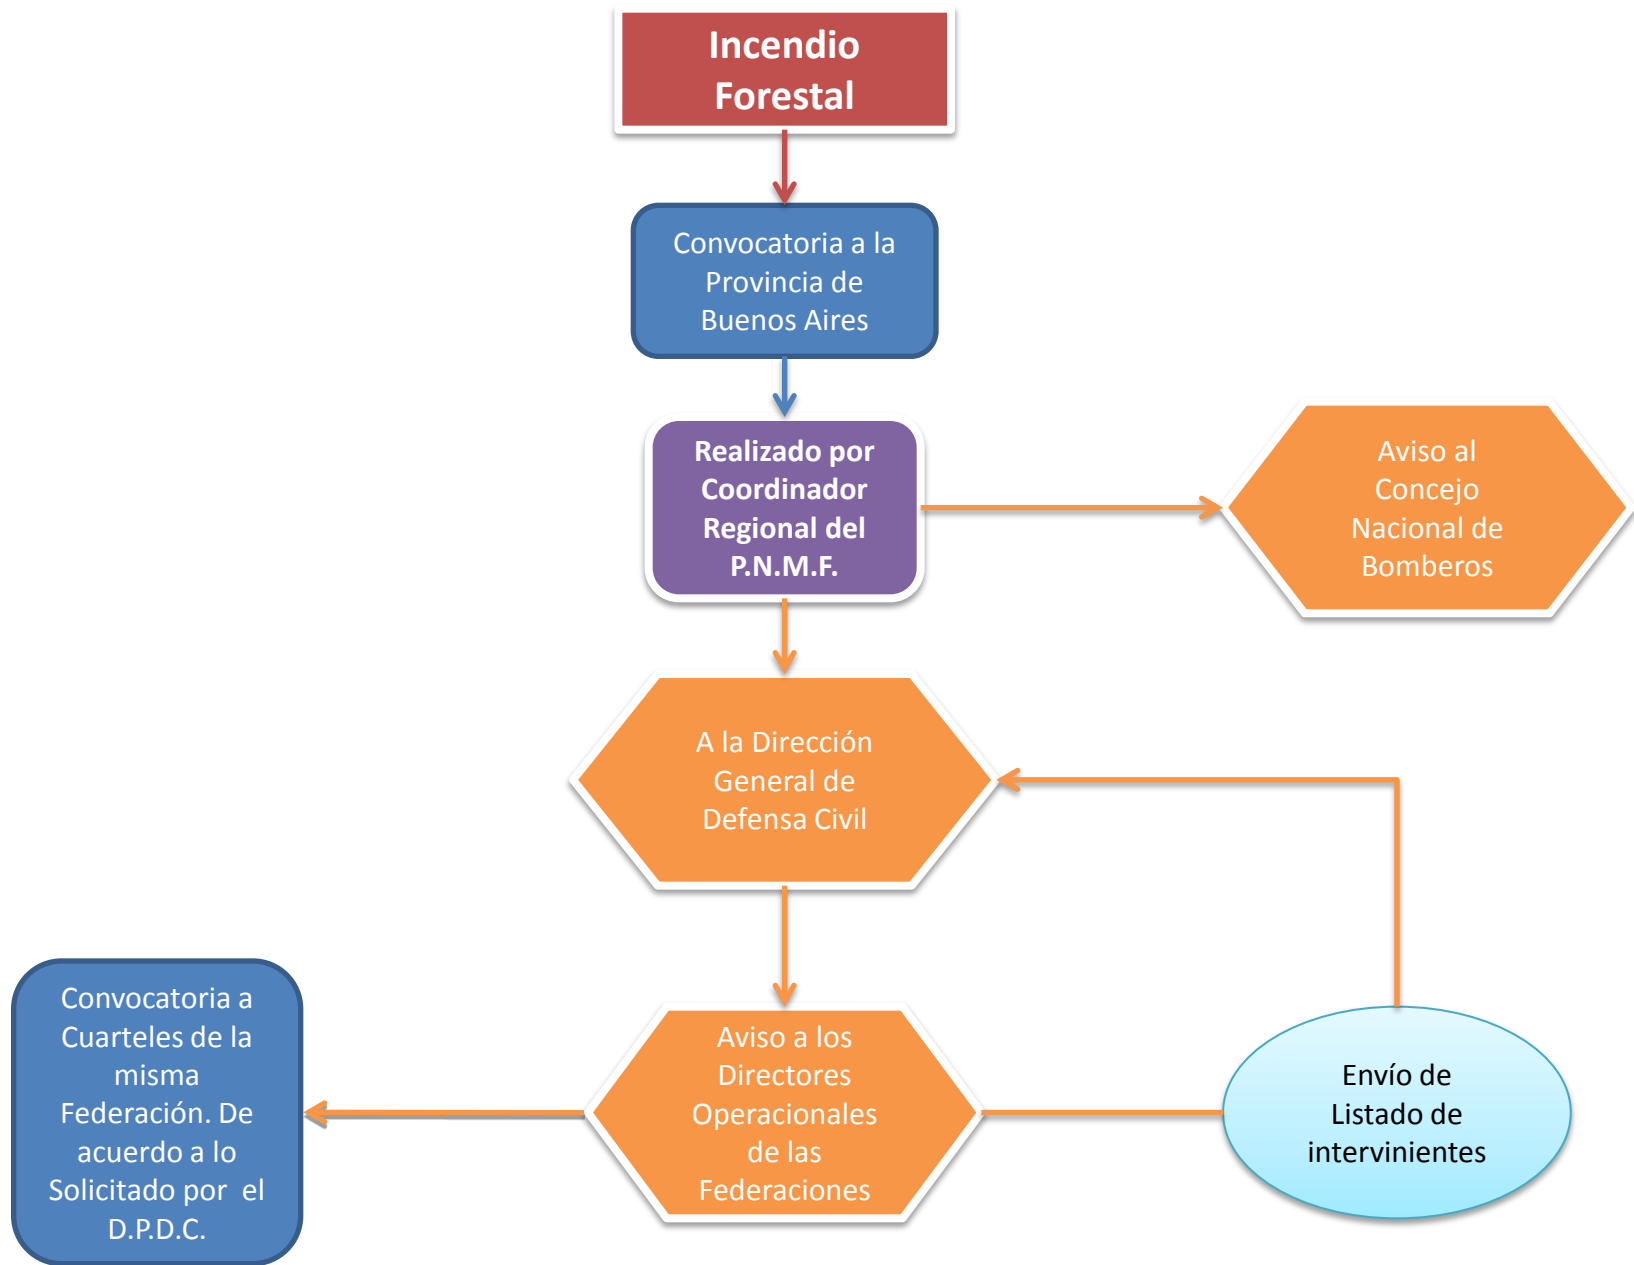 Incendio
Forestal
Convocatoria a la
Provincia de
Buenos Aires
Realizado por
Coordinador
Regional del
P.N.M.F.
Aviso al
Concejo
Nacional de
Bomberos
A la Dirección
General de
Defensa Civil
Aviso a los
Directores
Operacionales
de las
Federaciones
Convocatoria a
Cuarteles de la
misma
Federación. De
acuerdo a lo
Solicitado por  el
D.P.D.C.
Envío de
Listado de
intervinientes